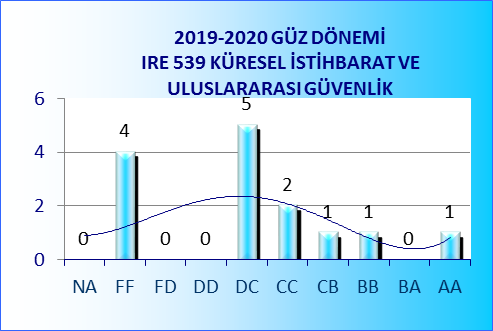 2019-2020 GÜZ DÖNEMİ
IRE 539 KÜRESEL İSTİHBARAT VE
ULUSLARARASI GÜVENLİK
6
4
2
0
0 4 0 0 5 2 1 1 0 1
NA FF FD DD DC CC CB BB BA AA